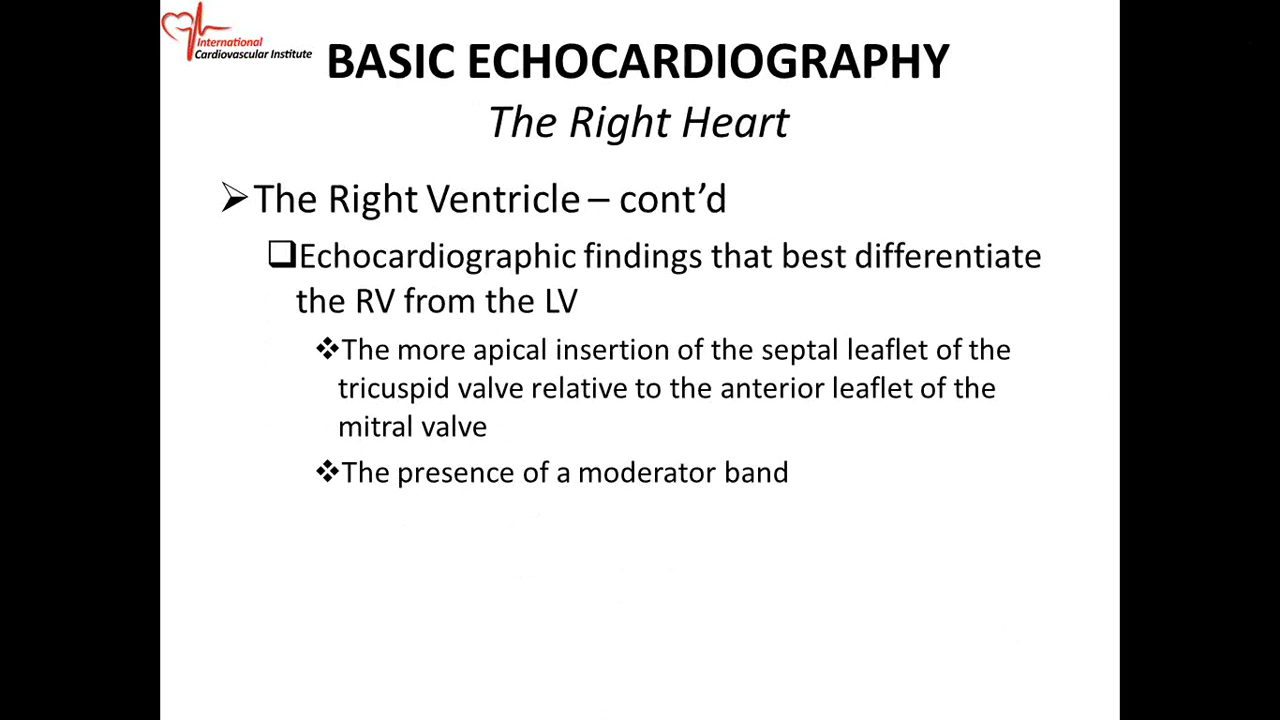 International
Cardiovascular Institute
BASIC ECHOCARDIOGRAPHY
The Right Heart
The Right Ventricle – cont’d
Echocardiographic findings that best differentiate
the RV from the LV
The more apical insertion of the septal leaflet of the
tricuspid valve relative to the anterior leaflet of the
mitral valve
The presence of a moderator band